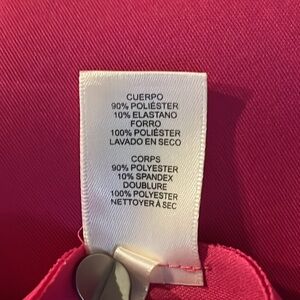 CUERPO
90% POLIÉSTER
10% ELASTANO
FORRO
100% POLIÉSTER
LAVADO EN SECO
CORPS
90% POLYESTER
10% SPANDEX
DOUBLURE
100% POLYESTER
NETTOYER À SEC